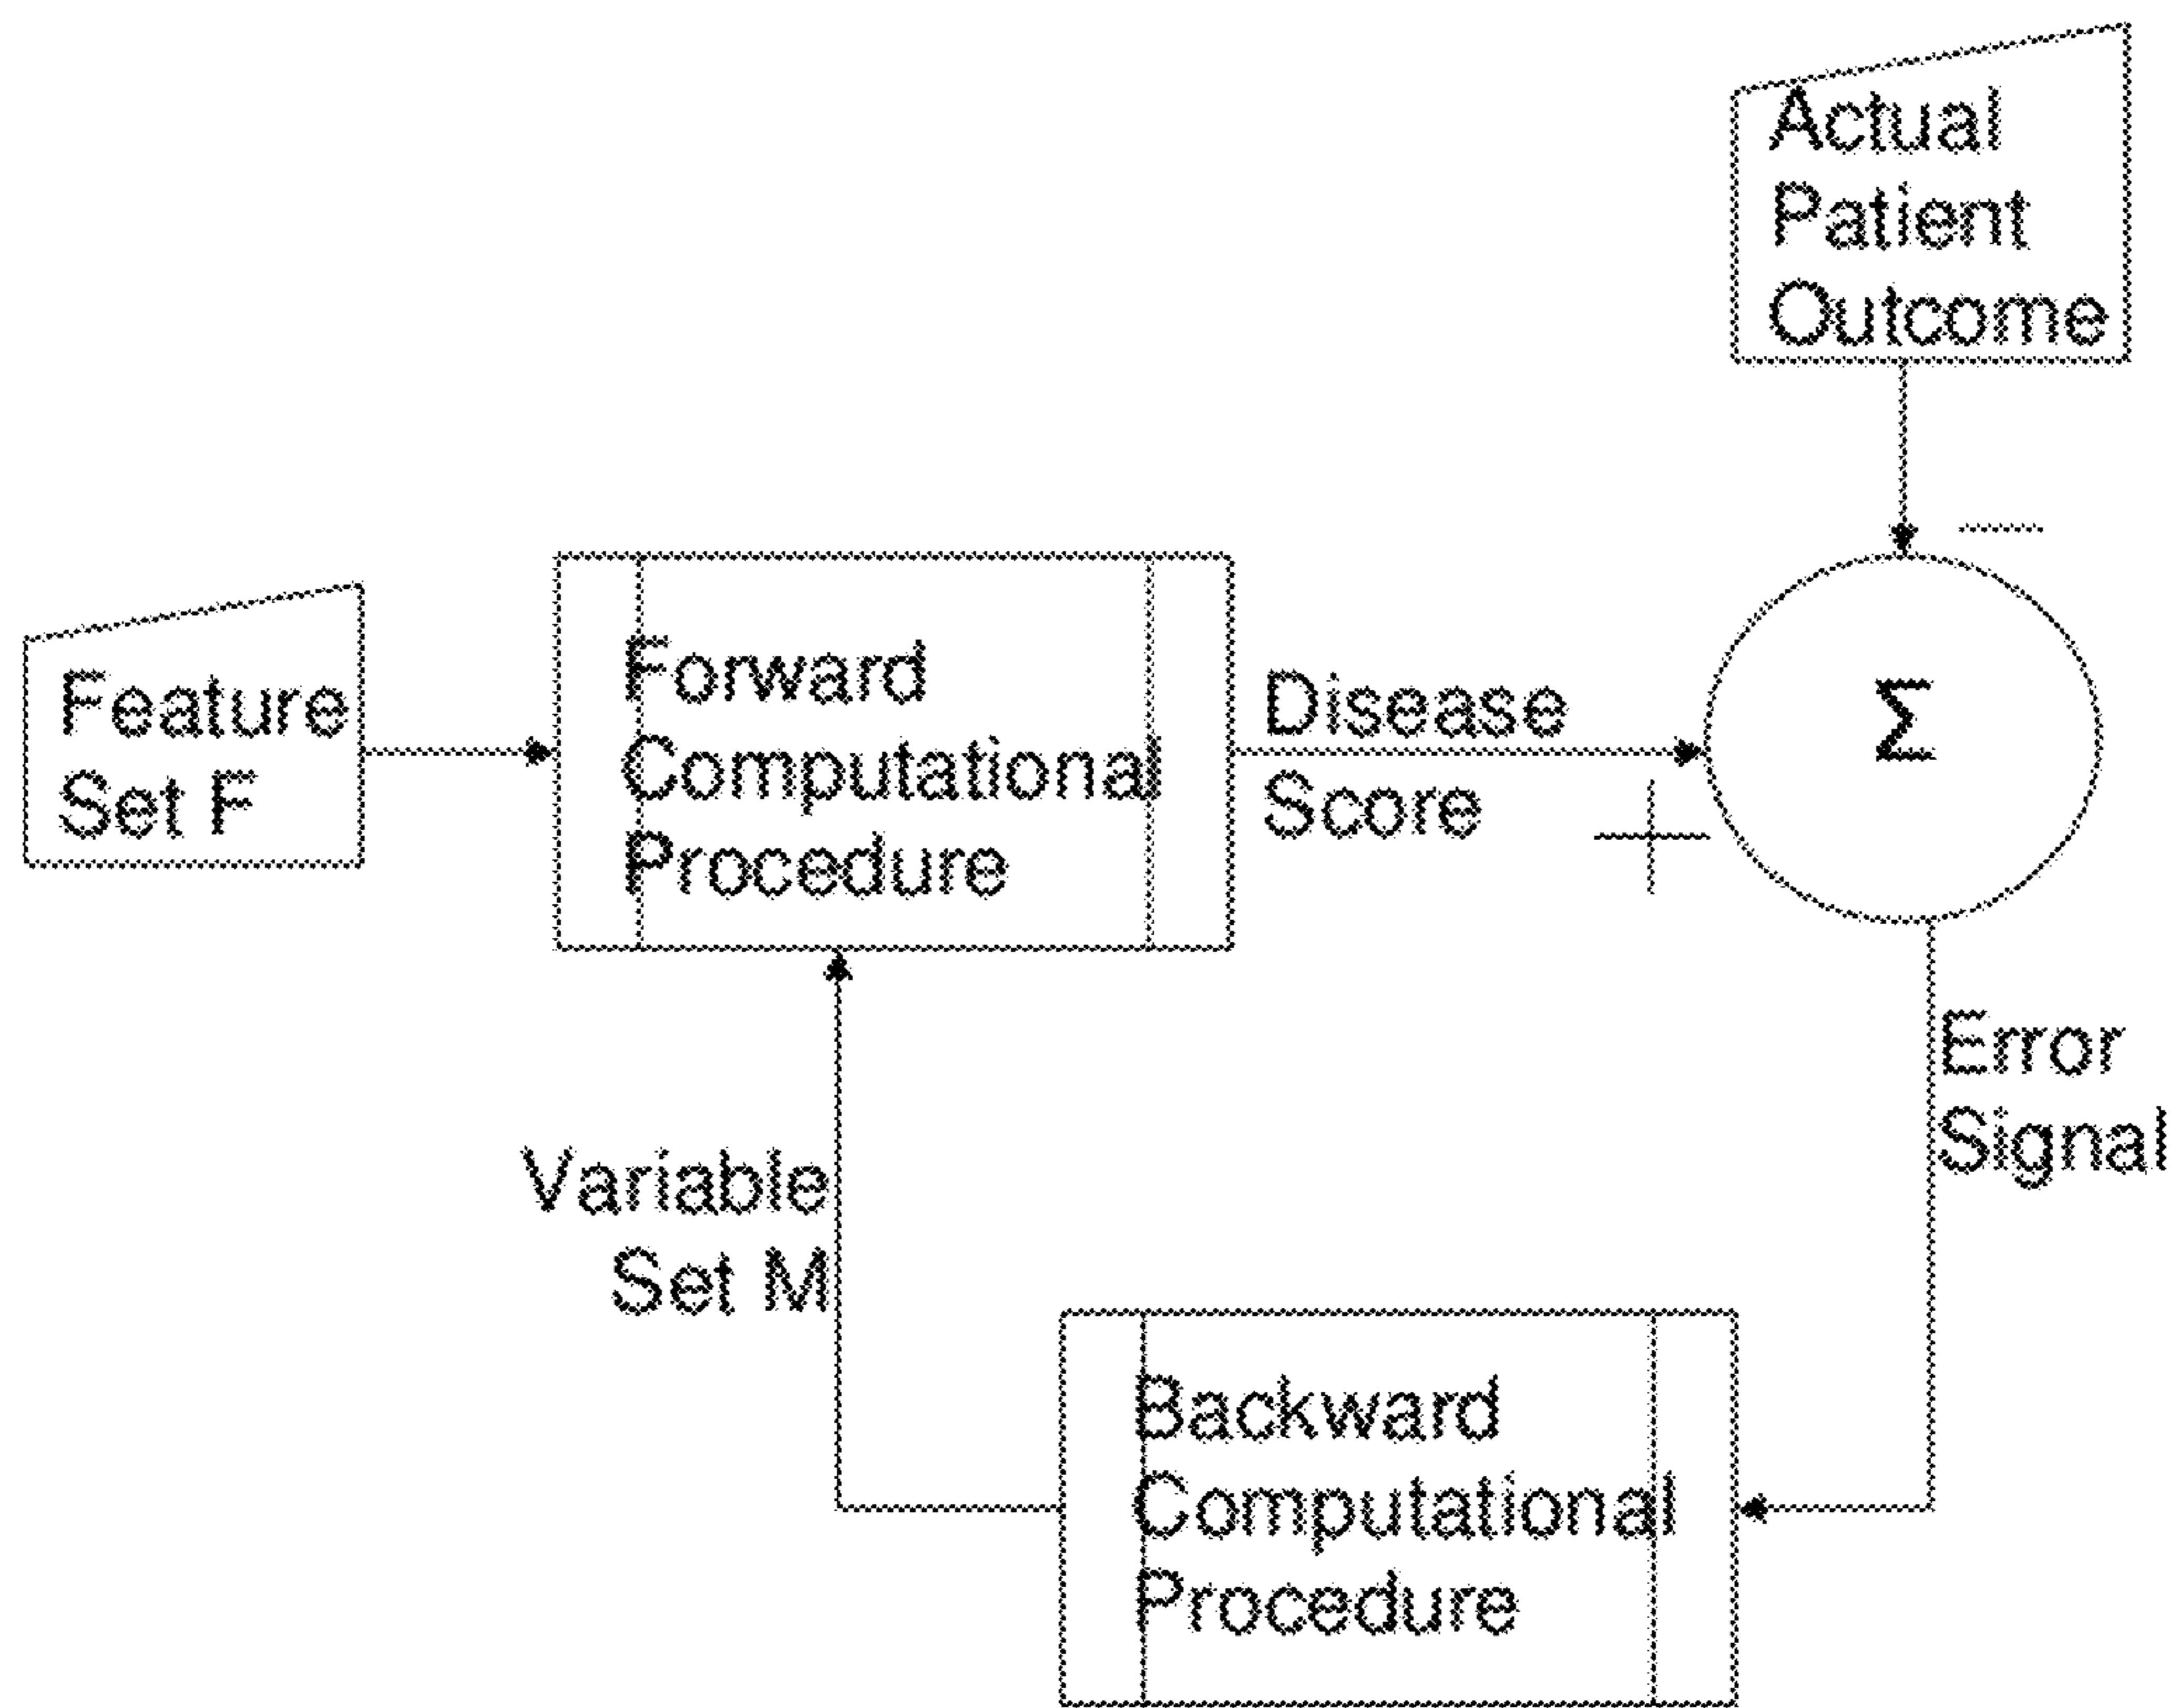 Actual
Patient
Outcome
—
Feature
Set F
Forward
Computational
Procedure
Disease
Score
+
Σ
Error
Signal
Variable
Set M
Backward
Computational
Procedure